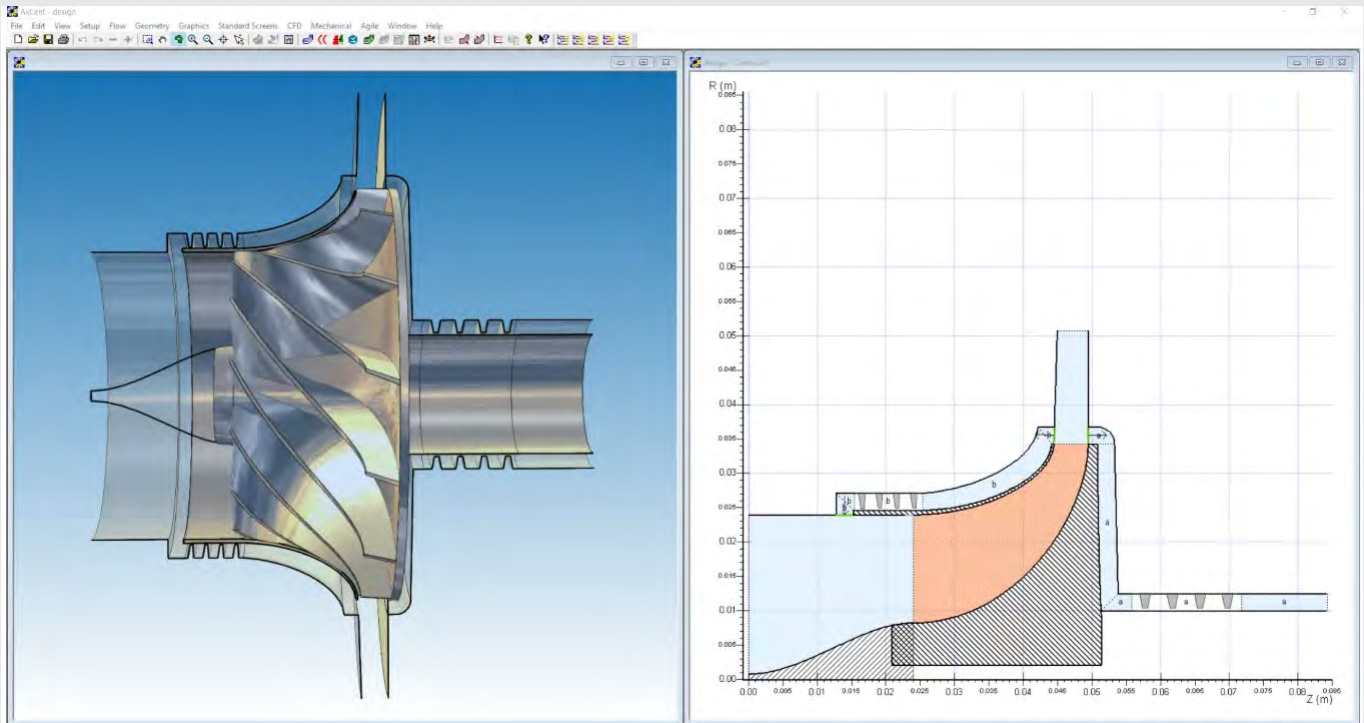 AxCent - design
File Edit View Setup Flow Geometry Graphics Standard Screens CFD Mechanical Agile Window Help
R (m)
0.085
0.08
0.075
0.07
0.065
0.06
0.055
0.05
0.045
0.04
0.035
0.03
0.025
0.02
0.015
0.01
0.005
0.00
b a
b
b b
a
a a a
0.00 0.005 0.01 0.015 0.02 0.025 0.03 0.035 0.04 0.045 0.05 0.055 0.06 0.065 0.07 0.075 0.08 0.085
Z (m)